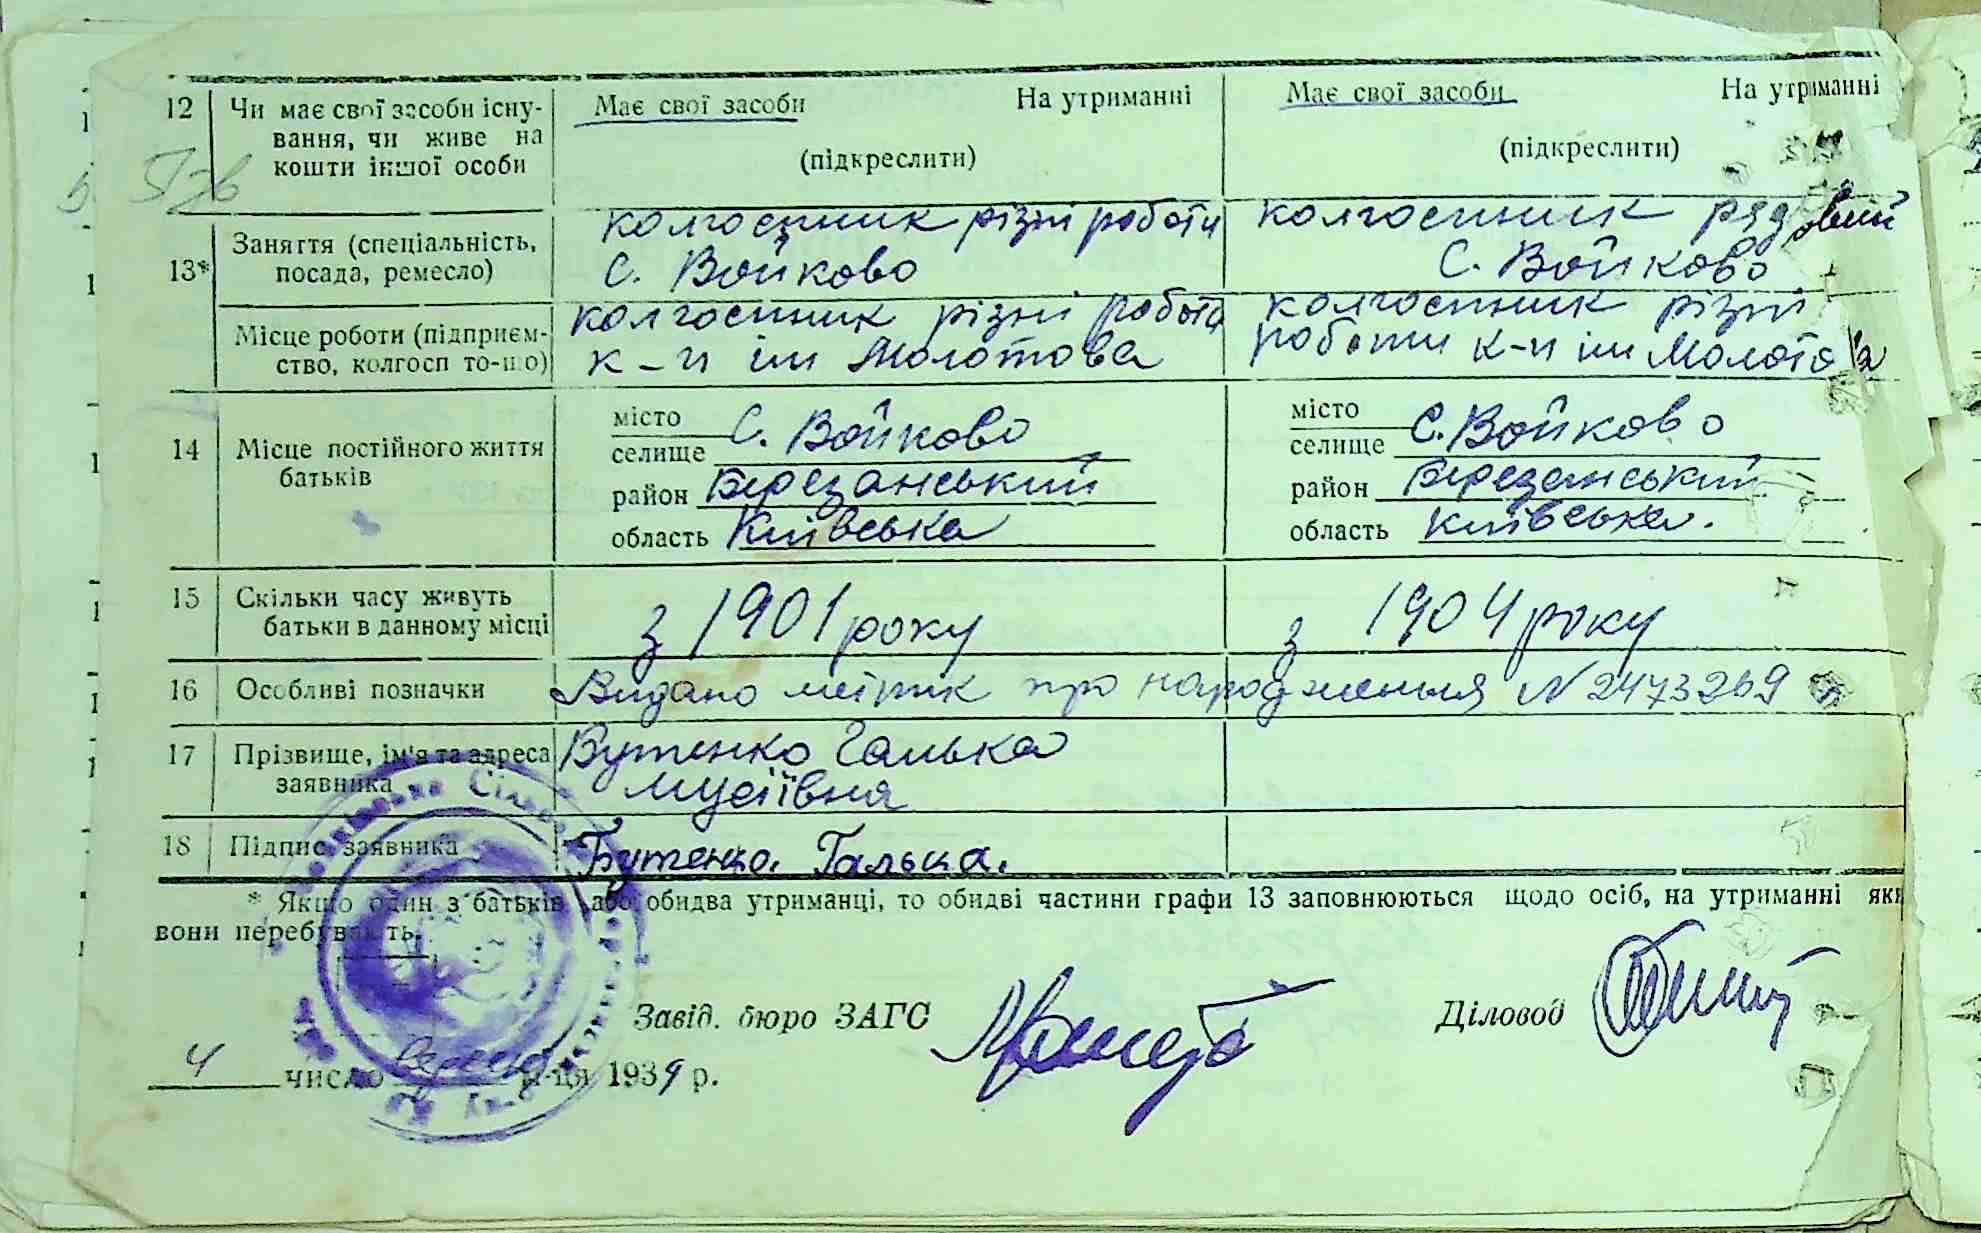 12 Чи має свої засоби існу- Має свої засоби На утриманні Має свої засоби На утриманні
вання, чи живе на
кошти іншої особи (підкреслити) (підкреслити)
13* Заняття (спеціальність, колгоспник різні роботи колгоспник рядовий
посада, ремесло) С. Войково С. Войково
Місце роботи (підприєм- колгоспник різні робота колгоспник різні
ство, колгосп то-що) к-п ім Молотова роботи к-п ім Молотова
14 Місце постійного життя місто С. Войково місто С. Войково
батьків селище селище
район Березанський район Березанський
область Київська область київська.
15 Скільки часу живуть з 1901 року з 1904 року
батьки в данному місці
16 Особливі позначки Видано метрик про народження N 2473269
17 Прізвище, ім'я та адреса Бутенко Галька
заявника Мусіївна
18 Підпис заявника Бутенко Галька.
* Якщо один з батьків або обидва утриманці, то обидві частини графи 13 заповнюються щодо осіб, на утриманні яки
вони перебувають.
Завід. бюро ЗАГС Діловод
4 число м-ця 1939 р.